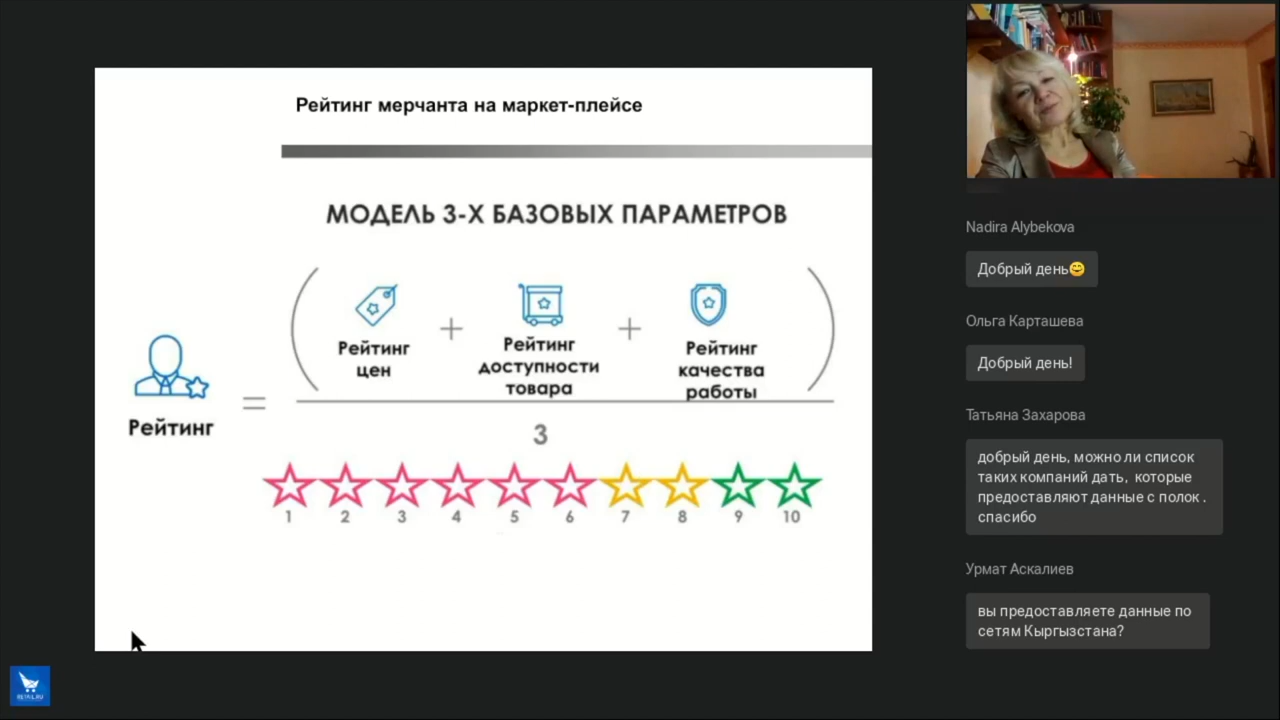 Рейтинг мерчанта на маркет-плейсе
МОДЕЛЬ 3-Х БАЗОВЫХ ПАРАМЕТРОВ
Рейтинг
цен
+
Рейтинг
доступности
товара
+
Рейтинг
качества
работы
Рейтинг
=
3
1 2 3 4 5 6 7 8 9 10
RETAIL.RU
Nadira Alybekova
Добрый день😊
Ольга Карташева
Добрый день!
Татьяна Захарова
добрый день, можно ли список
таких компаний дать, которые
предоставляют данные с полок .
спасибо
Урмат Аскалиев
вы предоставляете данные по
сетям Кыргызстана?